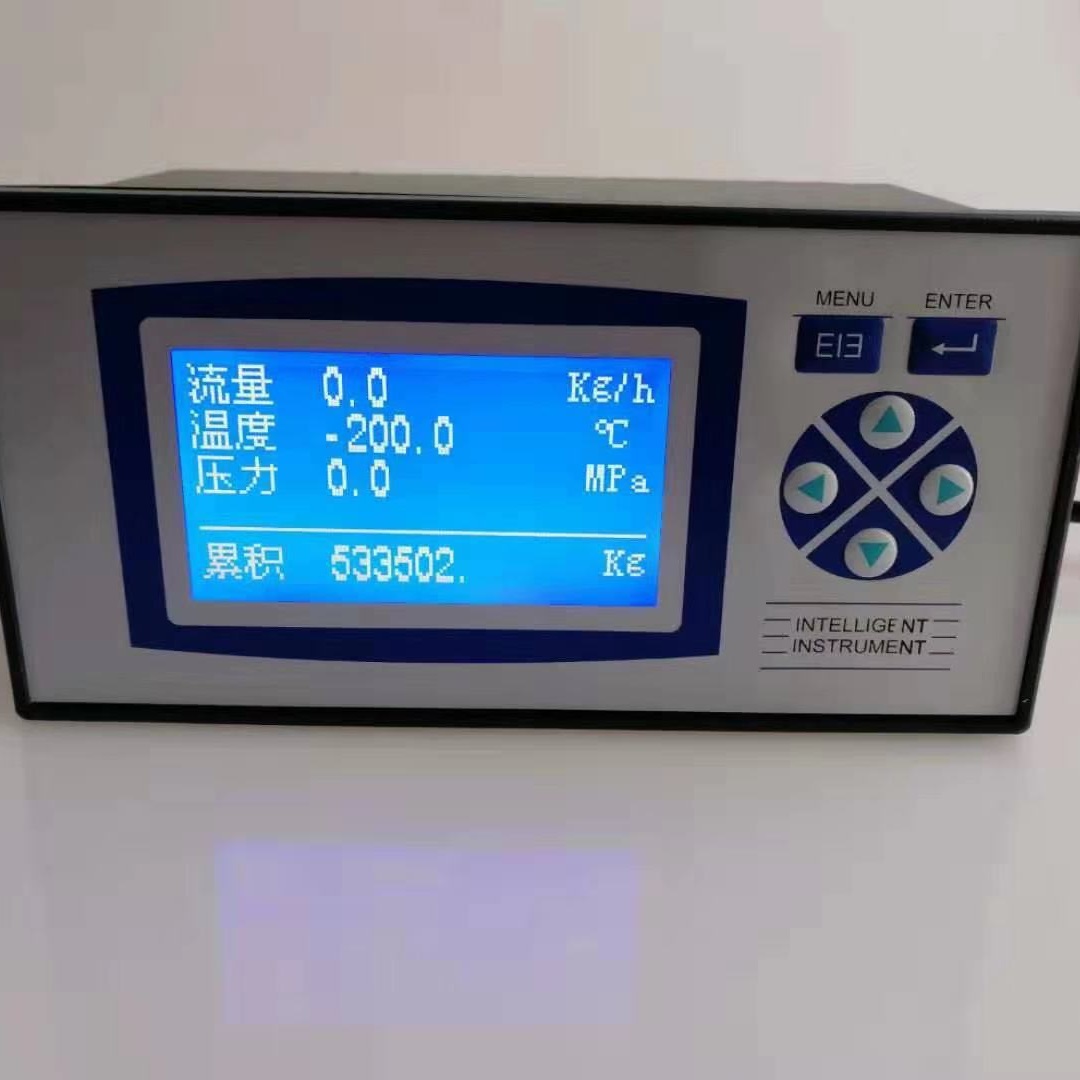 MENU ENTER
流量 0.0 Kg/h
温度 -200.0 ℃
压力 0.0 MPa
累积 533502. Kg
INTELLIGENT
INSTRUMENT